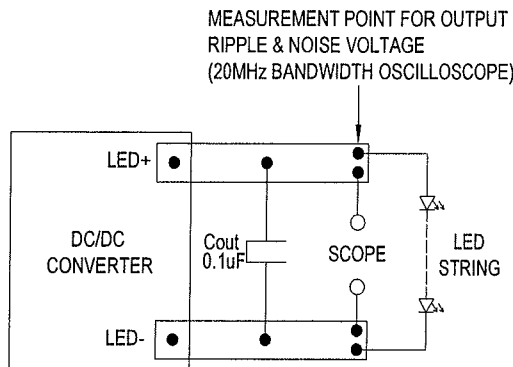 MEASUREMENT POINT FOR OUTPUT
RIPPLE & NOISE VOLTAGE
(20MHz BANDWIDTH OSCILLOSCOPE)
LED+
DC/DC
CONVERTER
Cout
0.1uF
SCOPE
LED
STRING
LED-